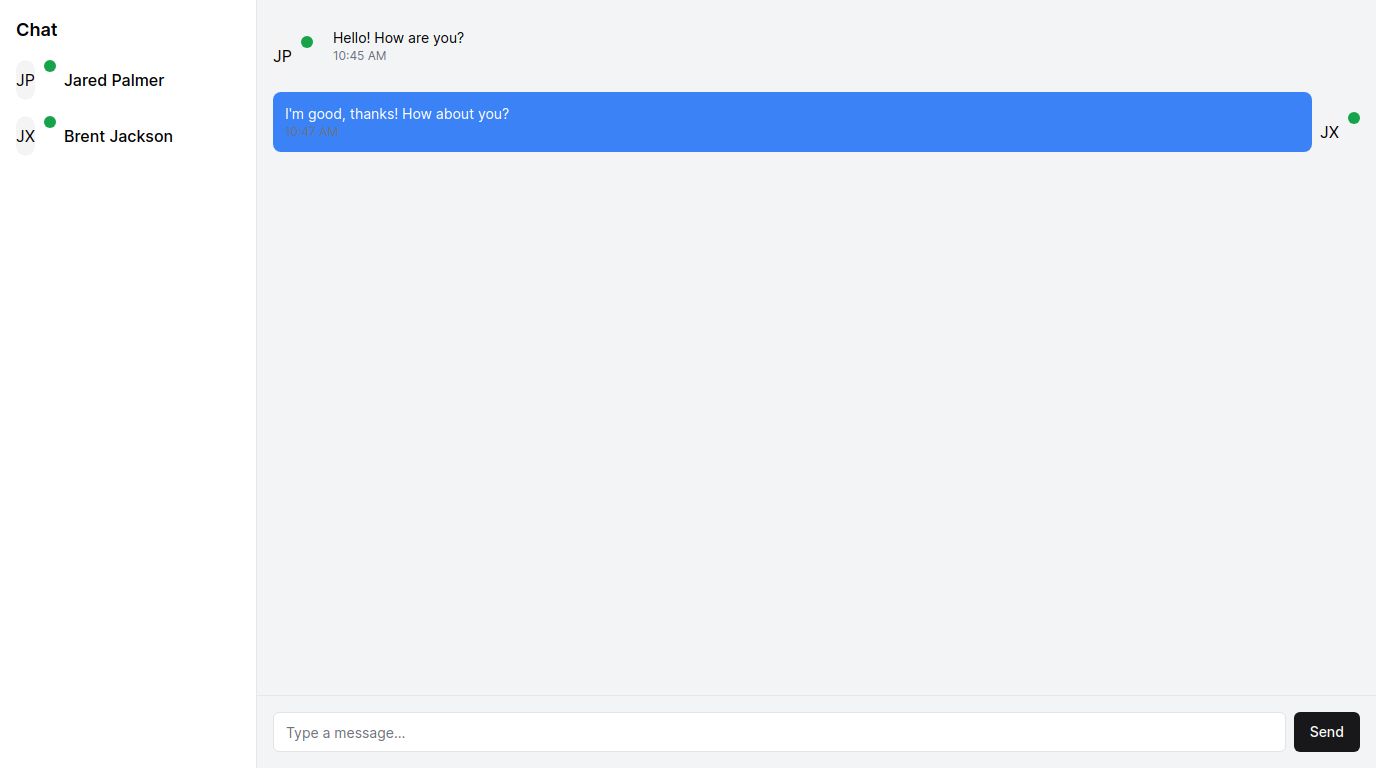 Chat
JP Jared Palmer
JX Brent Jackson
Hello! How are you?
JP
10:45 AM
I'm good, thanks! How about you?
10:47 AM
JX
Type a message...
Send